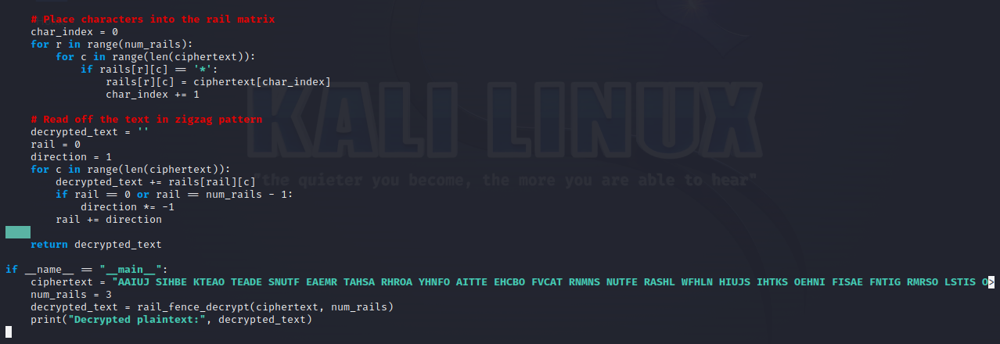 # Place characters into the rail matrix
    char_index = 0
    for r in range(num_rails):
        for c in range(len(ciphertext)):
            if rails[r][c] == '*':
                rails[r][c] = ciphertext[char_index]
                char_index += 1

    # Read off the text in zigzag pattern
    decrypted_text = ''
    rail = 0
    direction = 1
    for c in range(len(ciphertext)):
        decrypted_text += rails[rail][c]
        if rail == 0 or rail == num_rails - 1:
            direction *= -1
        rail += direction

    return decrypted_text

if __name__ == "__main__":
    ciphertext = "AAIUJ SIHBE KTEAO TEADE SNUTF EAEMR TAHSA RHROA YHNFO AITTE EHCBO FVCAT RNMNS NUTFE RASHL WFHLN HIUJS IHTKS OEHNI FISAE FNTIG RMRSO LSTIS O>
    num_rails = 3
    decrypted_text = rail_fence_decrypt(ciphertext, num_rails)
    print("Decrypted plaintext:", decrypted_text)
KALI LINUX
"the quieter you become, the more you are able to hear"